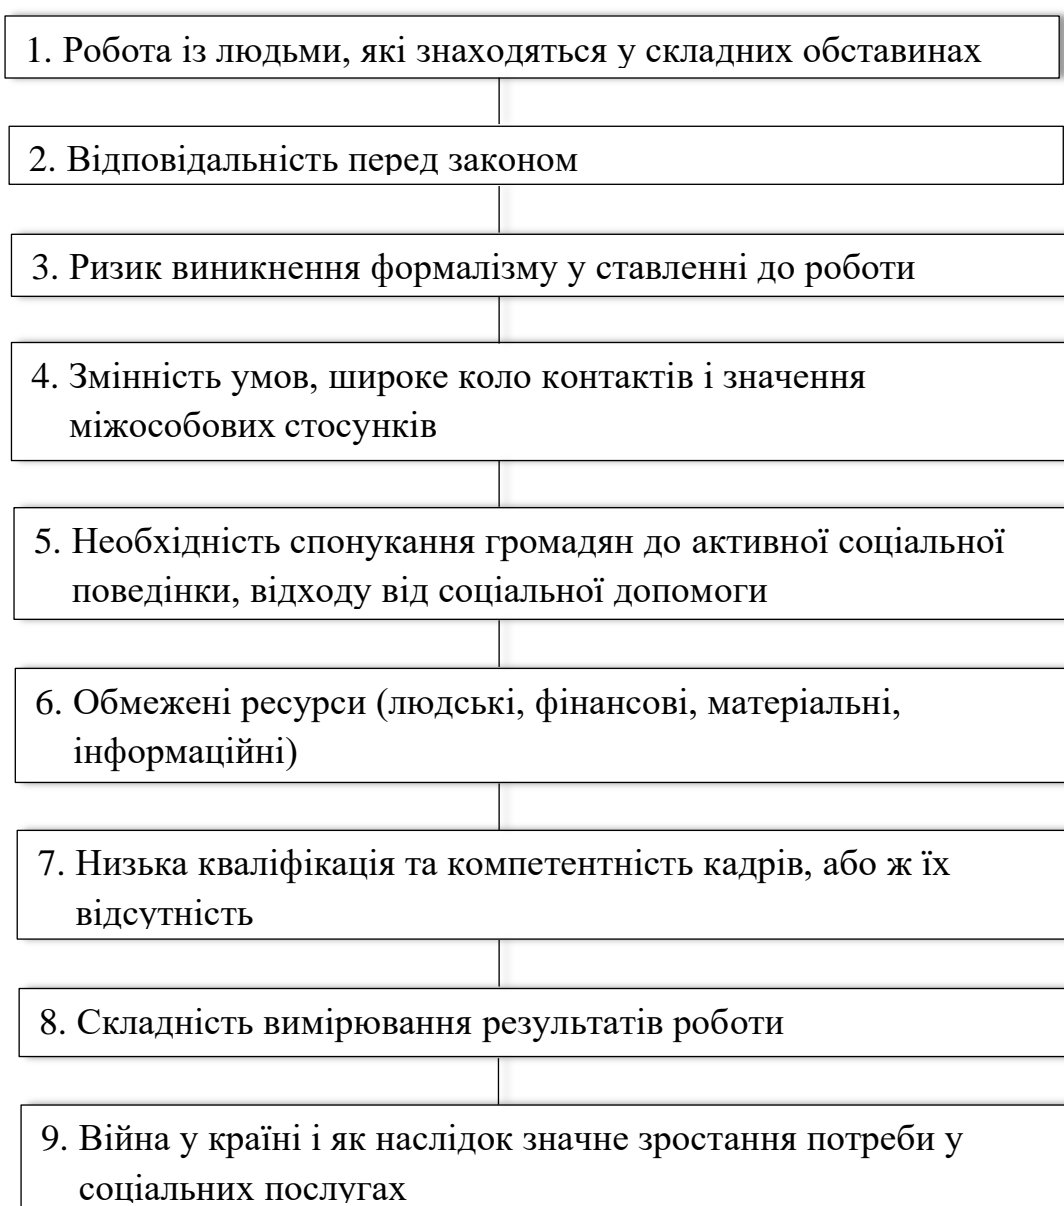 1. Робота із людьми, які знаходяться у складних обставинах
2. Відповідальність перед законом
3. Ризик виникнення формалізму у ставленні до роботи
4. Змінність умов, широке коло контактів і значення
міжособових стосунків
5. Необхідність спонукання громадян до активної соціальної
поведінки, відходу від соціальної допомоги
6. Обмежені ресурси (людські, фінансові, матеріальні,
інформаційні)
7. Низька кваліфікація та компетентність кадрів, або ж їх
відсутність
8. Складність вимірювання результатів роботи
9. Війна у країні і як наслідок значне зростання потреби у
соціальних послугах